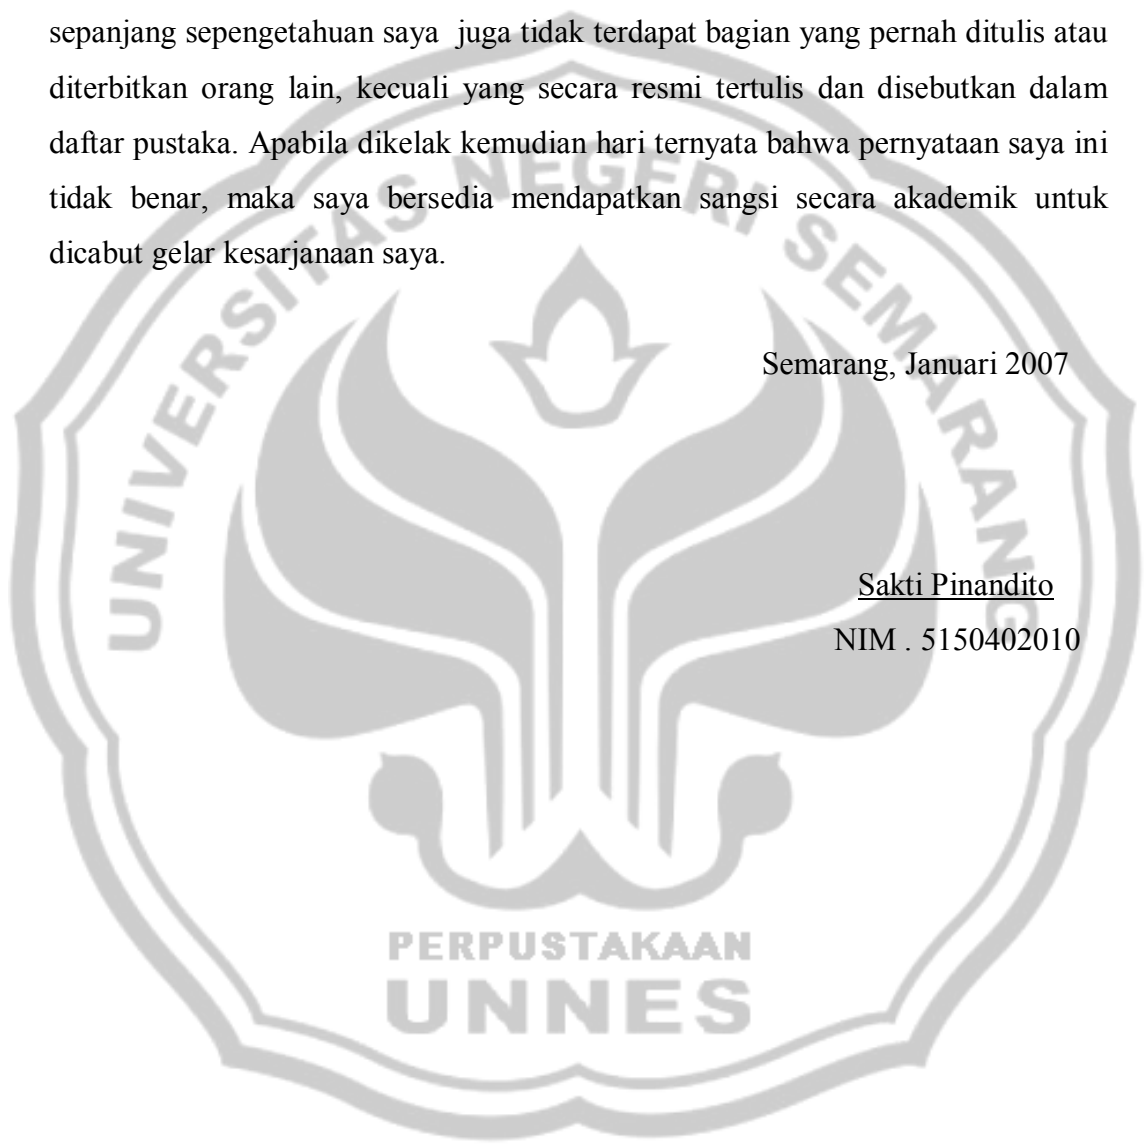 sepanjang sepengetahuan saya juga tidak terdapat bagian yang pernah ditulis atau
diterbitkan orang lain, kecuali yang secara resmi tertulis dan disebutkan dalam
daftar pustaka. Apabila dikelak kemudian hari ternyata bahwa pernyataan saya ini
tidak benar, maka saya bersedia mendapatkan sangsi secara akademik untuk
dicabut gelar kesarjanaan saya.
Semarang, Januari 2007
Sakti Pinandito
NIM . 5150402010
UNIVERSITAS NEGERI SEMARANG
PERPUSTAKAAN
UNNES